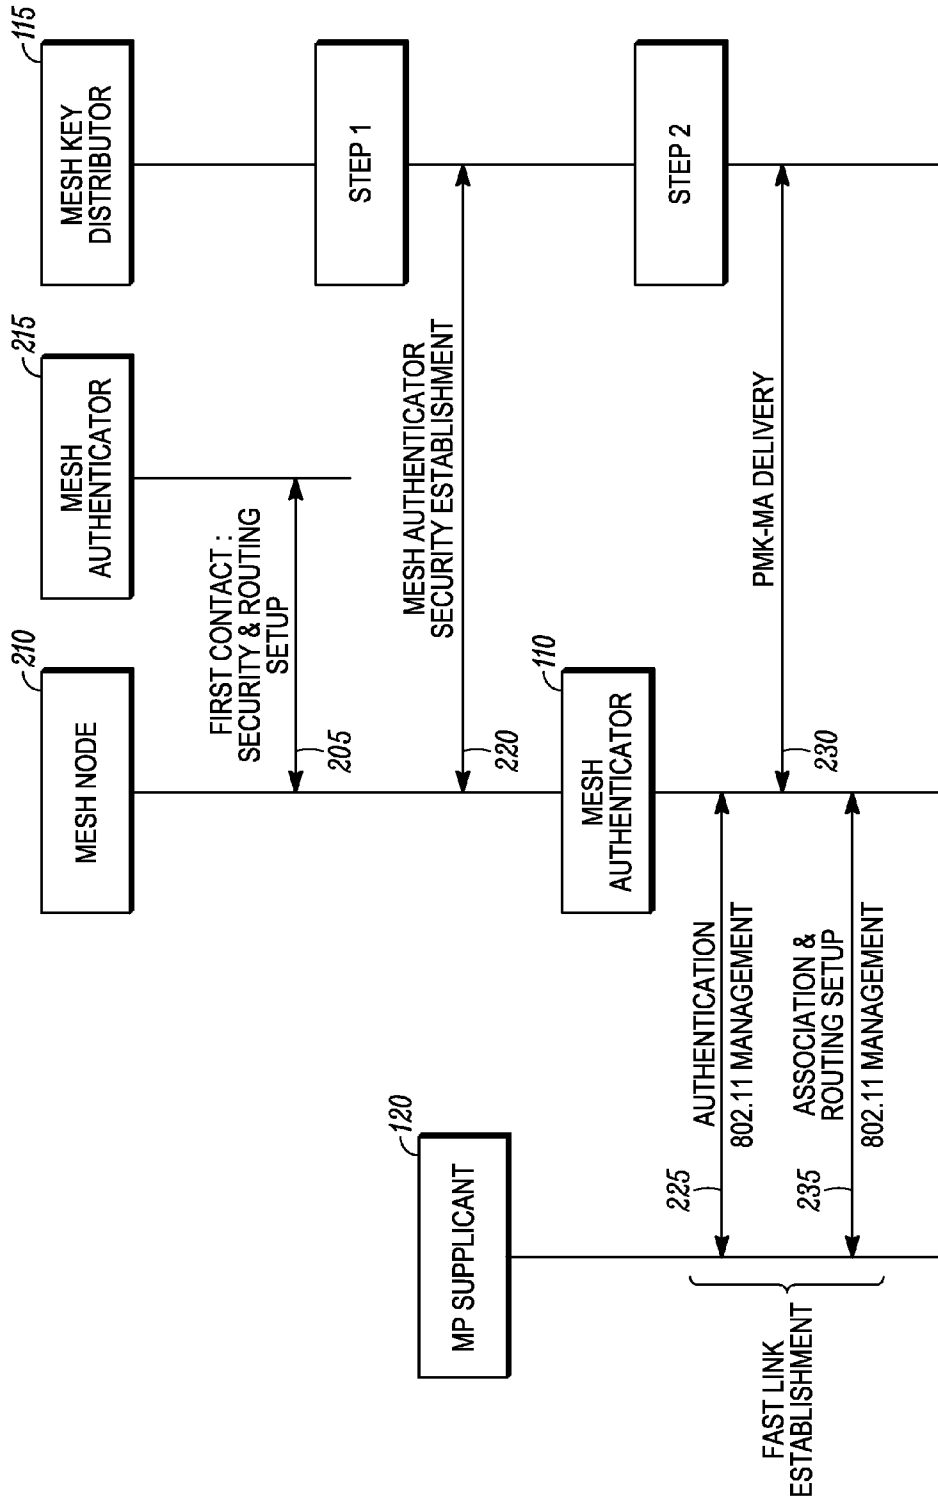 MESH NODE
210
MESH
AUTHENTICATOR
215
MESH KEY
DISTRIBUTOR
115
FIRST CONTACT :
SECURITY & ROUTING
SETUP
205
STEP 1
MP SUPPLICANT
120
MESH AUTHENTICATOR
SECURITY ESTABLISHMENT
220
MESH
AUTHENTICATOR
110
STEP 2
AUTHENTICATION
802.11 MANAGEMENT
225
PMK-MA DELIVERY
230
ASSOCIATION &
ROUTING SETUP
802.11 MANAGEMENT
235
FAST LINK
ESTABLISHMENT